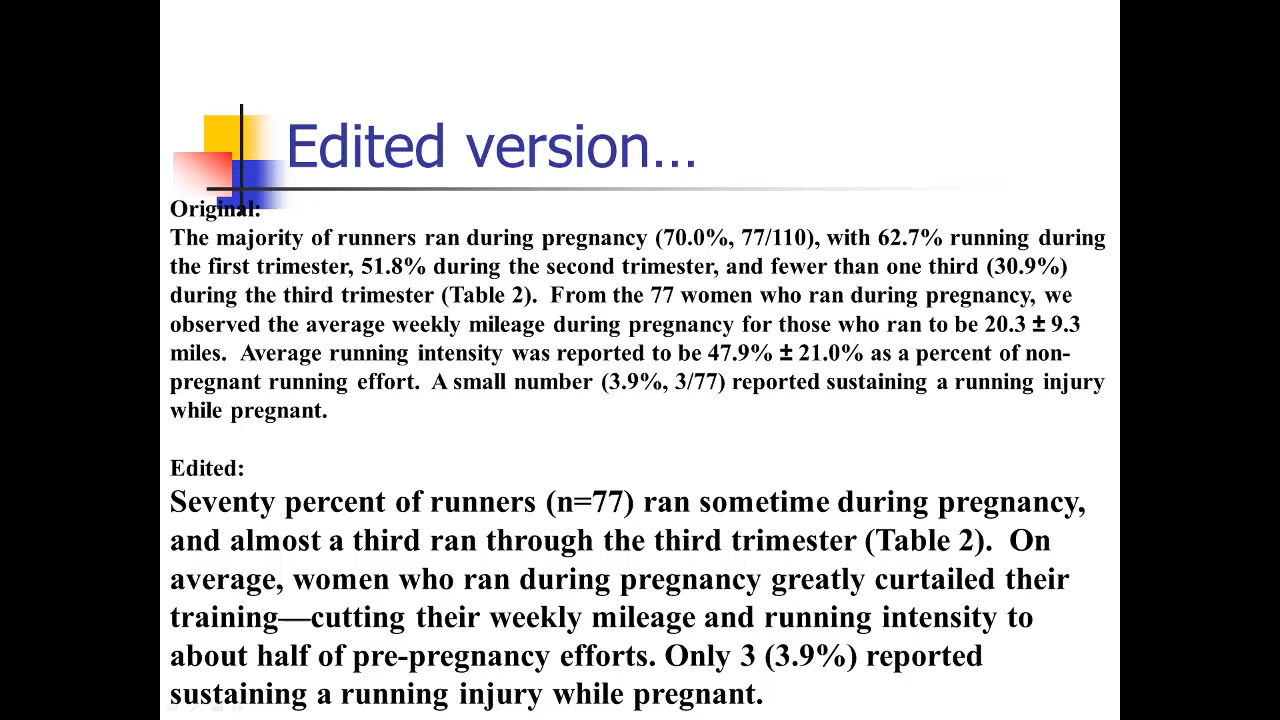 Edited version…
Original:
The majority of runners ran during pregnancy (70.0%, 77/110), with 62.7% running during
the first trimester, 51.8% during the second trimester, and fewer than one third (30.9%)
during the third trimester (Table 2).  From the 77 women who ran during pregnancy, we
observed the average weekly mileage during pregnancy for those who ran to be 20.3 ± 9.3
miles.  Average running intensity was reported to be 47.9% ± 21.0% as a percent of non-
pregnant running effort.  A small number (3.9%, 3/77) reported sustaining a running injury
while pregnant.
Edited:
Seventy percent of runners (n=77) ran sometime during pregnancy,
and almost a third ran through the third trimester (Table 2).  On
average, women who ran during pregnancy greatly curtailed their
training—cutting their weekly mileage and running intensity to
about half of pre-pregnancy efforts. Only 3 (3.9%) reported
sustaining a running injury while pregnant.